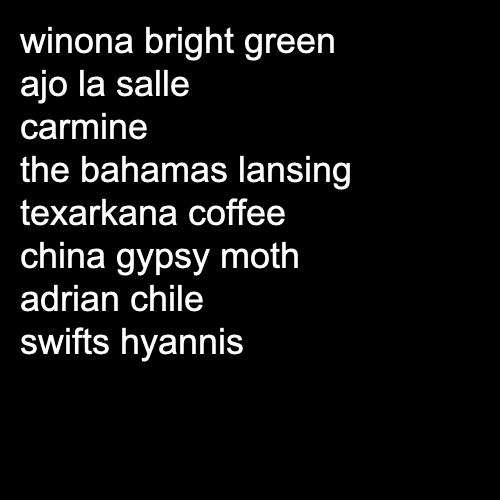 winona bright green
ajo la salle
carmine
the bahamas lansing
texarkana coffee
china gypsy moth
adrian chile
swifts hyannis